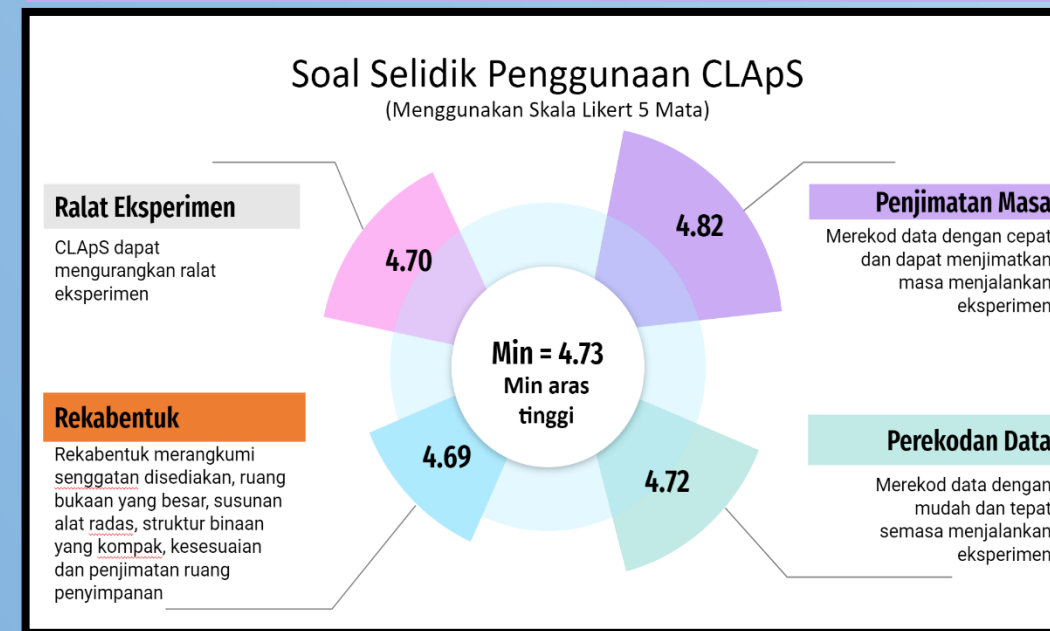 Soal Selidik Penggunaan CLApS
(Menggunakan Skala Likert 5 Mata)
Ralat Eksperimen
CLApS dapat
mengurangkan ralat
eksperimen
4.70
4.82
Penjimatan Masa
Merekod data dengan cepat
dan dapat menjimatkan
masa menjalankan
eksperimen
Min = 4.73
Min aras
tinggi
Rekabentuk
Rekabentuk merangkumi
senggatan disediakan, ruang
bukaan yang besar, susunan
alat radas, struktur binaan
yang kompak, kesesuaian
dan penjimatan ruang
penyimpanan
4.69
4.72
Perekodan Data
Merekod data dengan
mudah dan tepat
semasa menjalankan
eksperimen